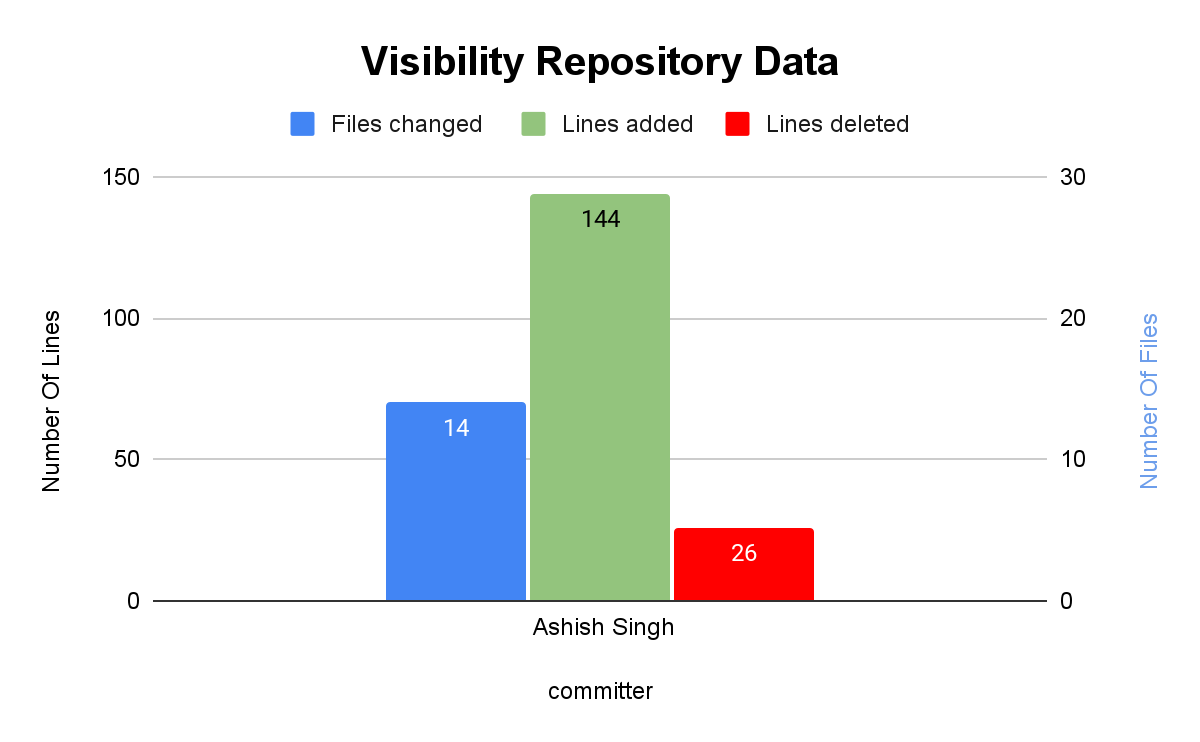 Visibility Repository Data
Files changed
Lines added
Lines deleted
150
100
50
0
Number Of Lines
14
144
26
30
20
10
0
Number Of Files
Ashish Singh
committer